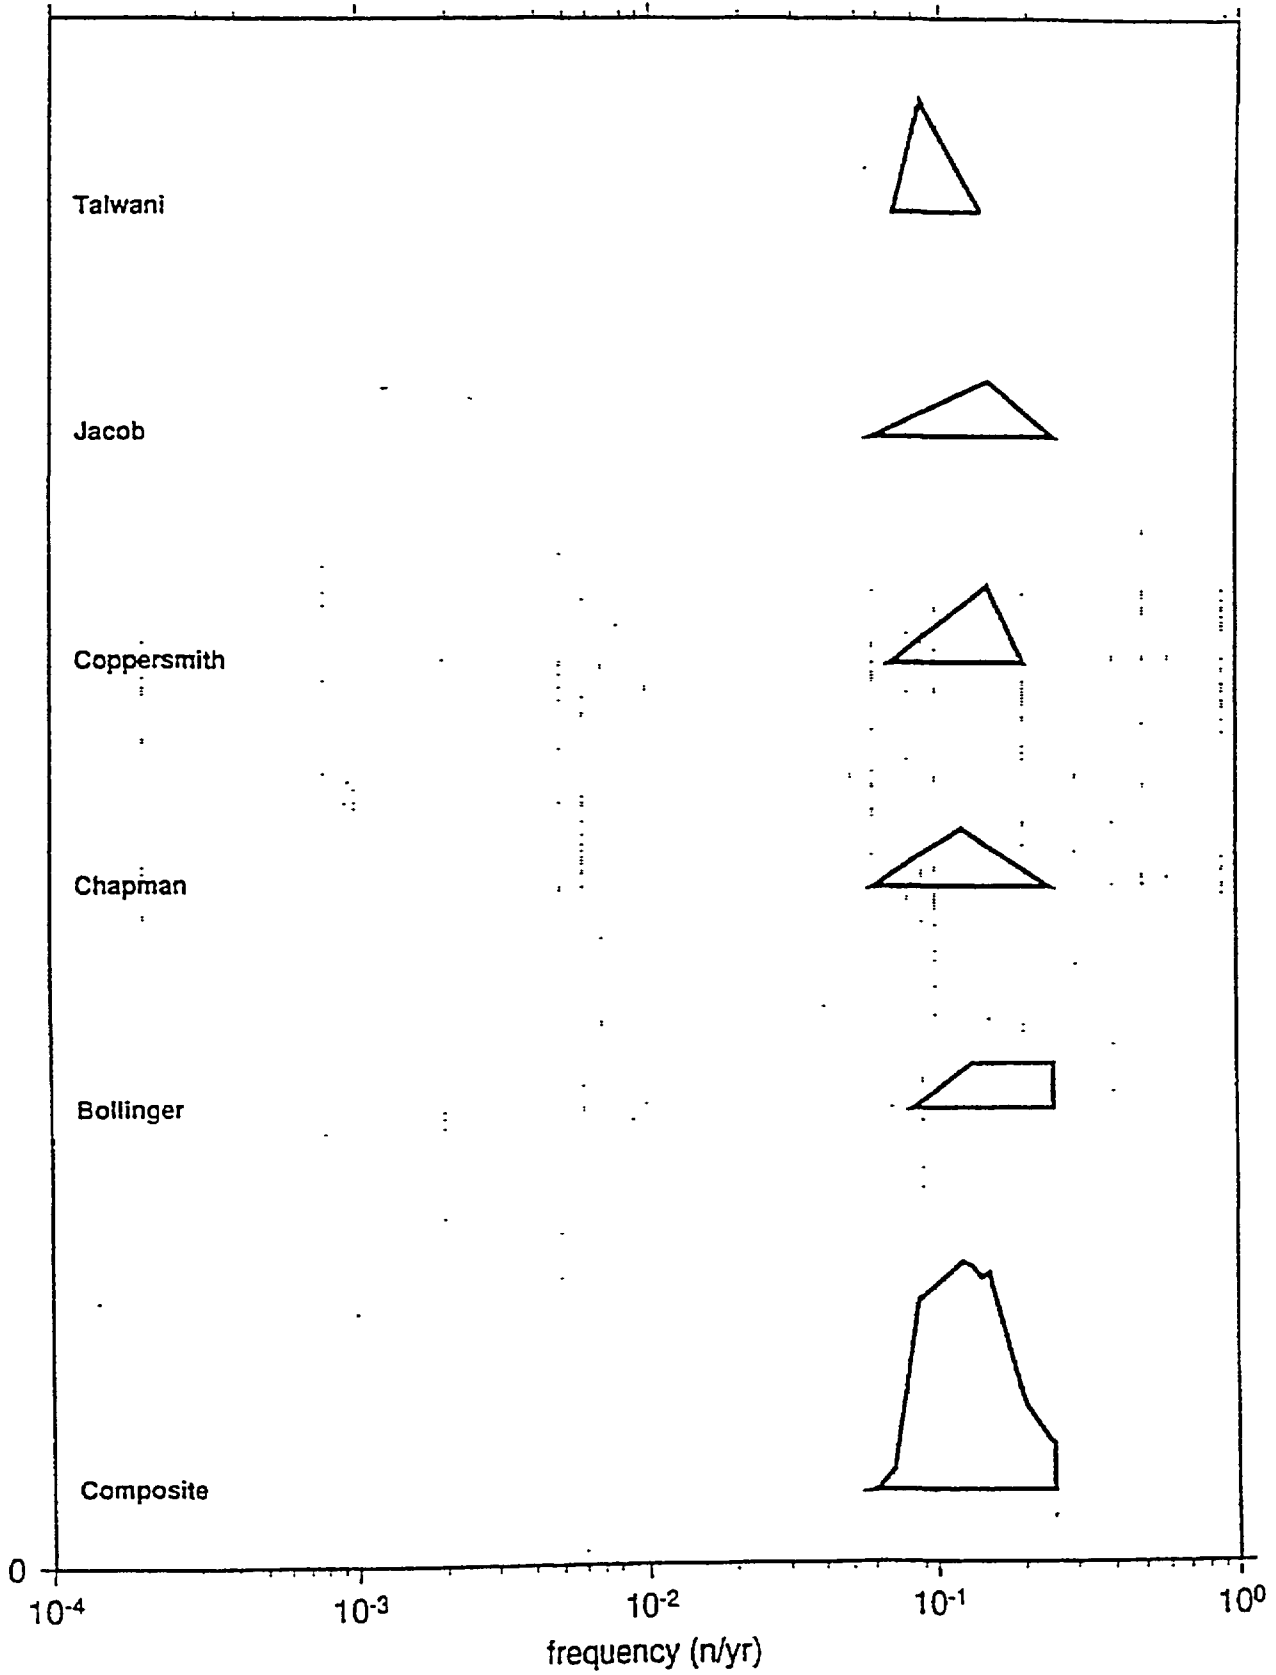 Talwani
Jacob
Coppersmith
Chapman
Bollinger
Composite
0
10-4 10-3 10-2 10-1 100
frequency (n/yr)